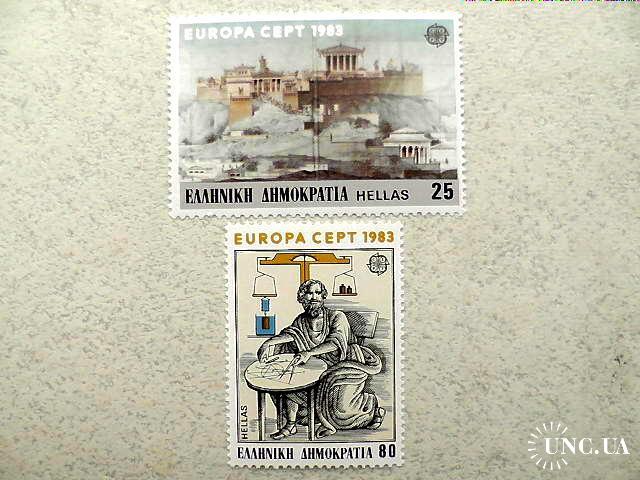 EUROPA CEPT 1983
ΕΛΛΗΝΙΚΗ ΔΗΜΟΚΡΑΤΙΑ HELLAS 25
EUROPA CEPT 1983
HELLAS
ΕΛΛΗΝΙΚΗ ΔΗΜΟΚΡΑΤΙΑ 80
UNC.UA